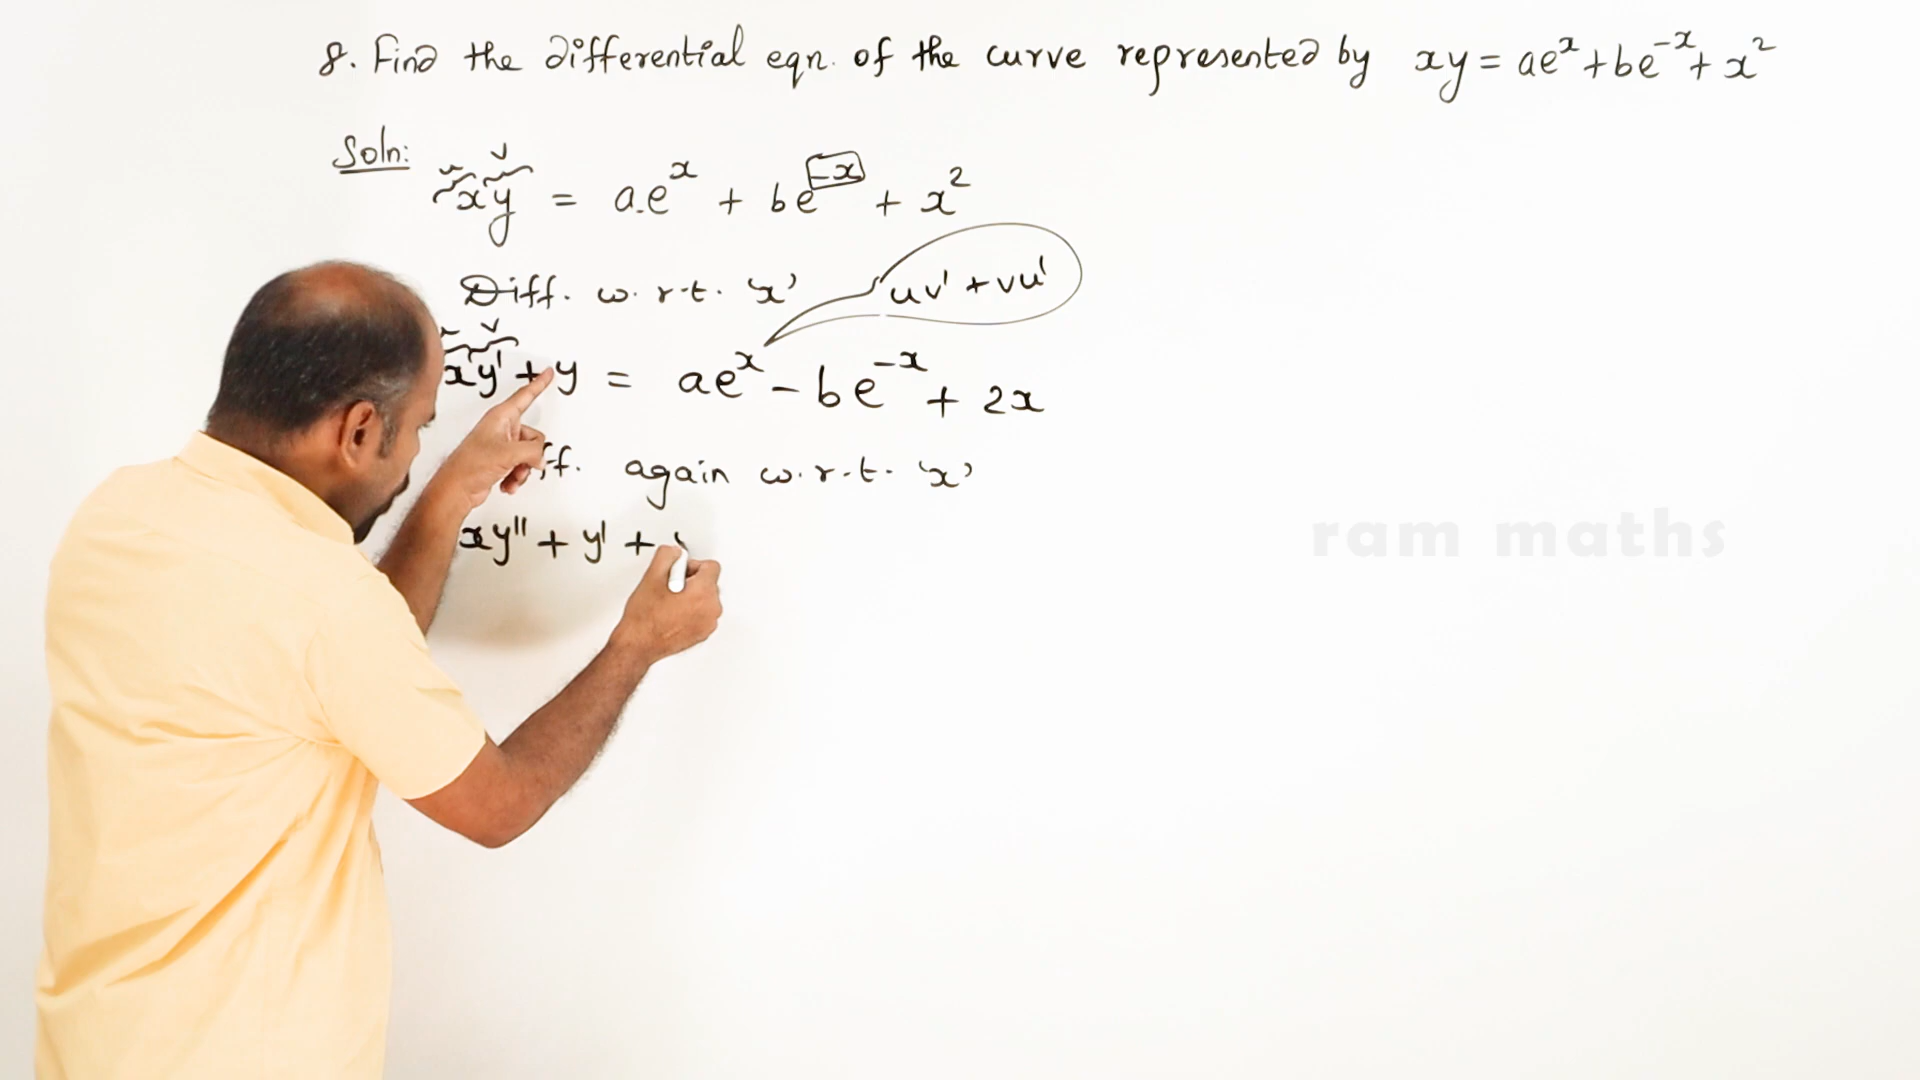 8. Find the differential eqn. of the curve represented by xy = ae^x + be^-x + x^2
Soln:
u v
xy = ae^x + be^-x + x^2
Diff. w.r.t. 'x'
uv' + vu'
v
xy' + y = ae^x - be^-x + 2x
again w.r.t. 'x'
xy'' + y' +
ram maths